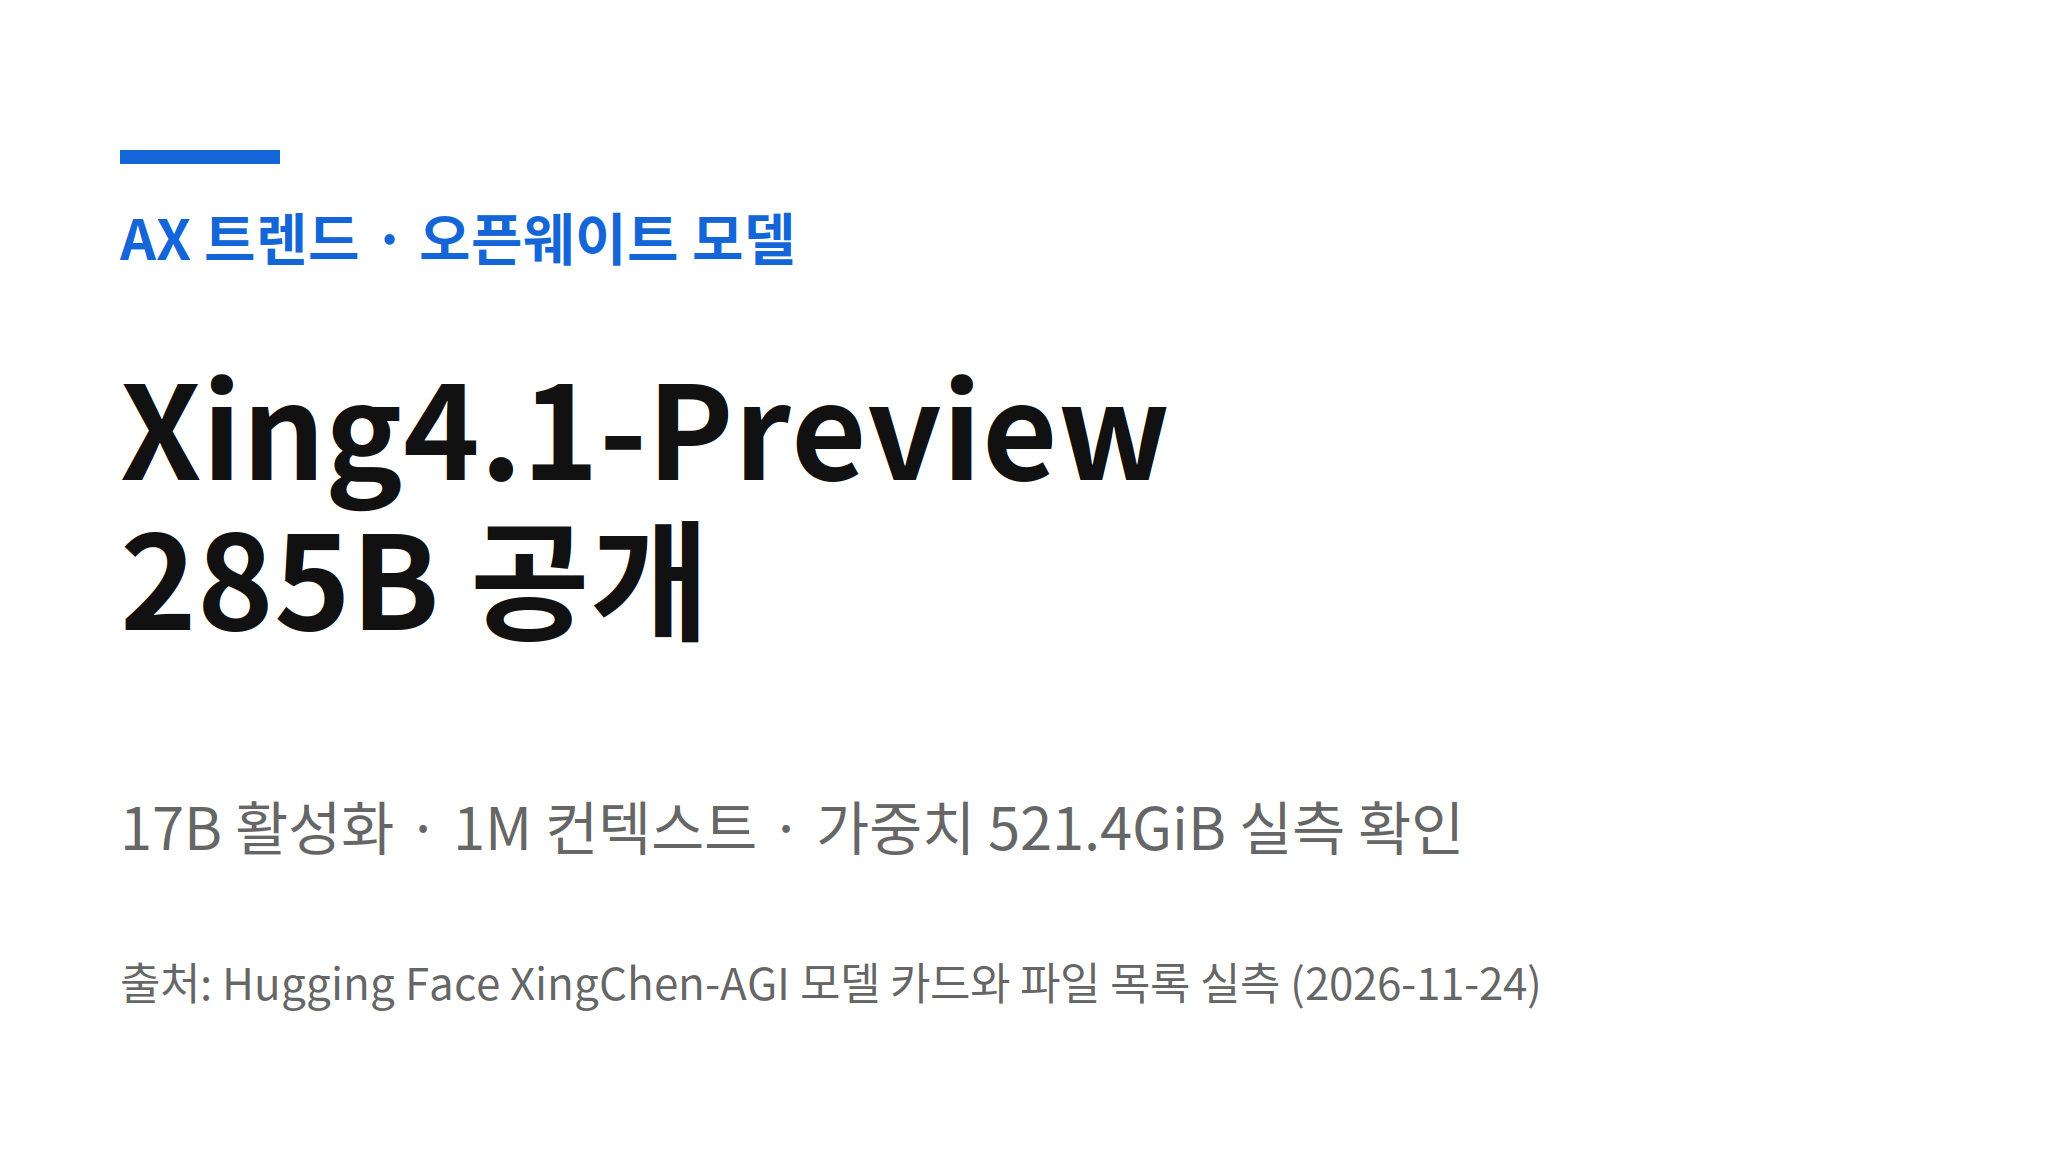 AX 트렌드 · 오픈웨이트 모델
Xing4.1-Preview
285B 공개
17B 활성화 · 1M 컨텍스트 · 가중치 521.4GiB 실측 확인
출처: Hugging Face XingChen-AGI 모델 카드와 파일 목록 실측 (2026-11-24)